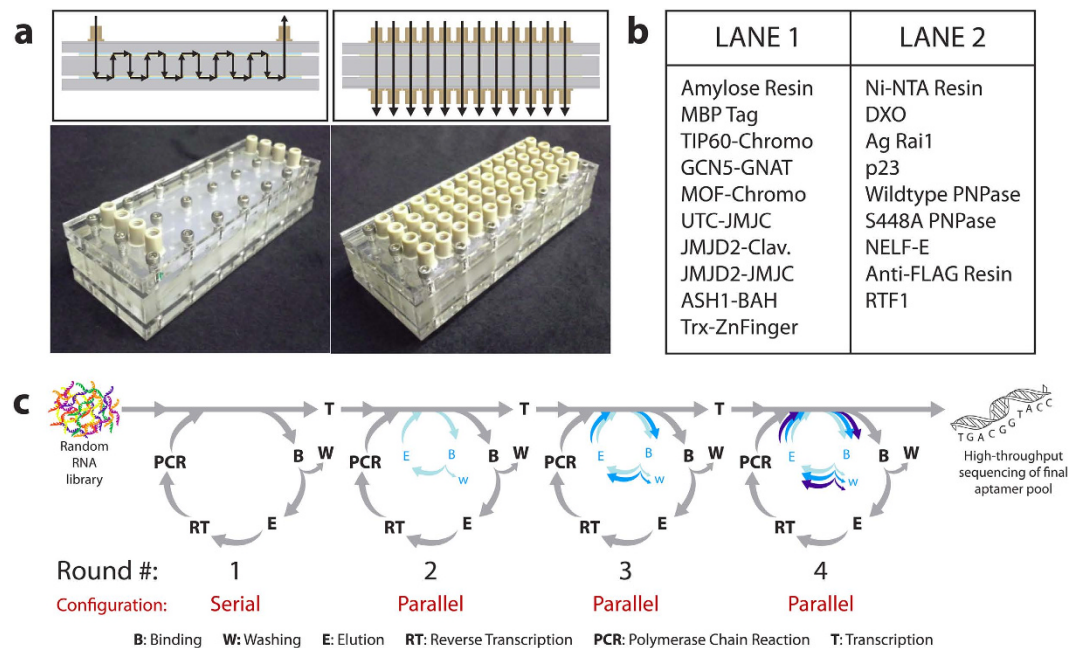 a
b
LANE 1
LANE 2
Amylose Resin
MBP Tag
TIP60-Chromo
GCN5-GNAT
MOF-Chromo
UTC-JMJC
JMJD2-Clav.
JMJD2-JMJC
ASH1-BAH
Trx-ZnFinger
Ni-NTA Resin
DXO
Ag Rai1
p23
Wildtype PNPase
S448A PNPase
NELF-E
Anti-FLAG Resin
RTF1
c
Random
RNA
library
T
T
T
PCR
B
W
E
RT
PCR
E
B
W
B
W
E
RT
PCR
E
B
W
B
W
E
RT
PCR
E
B
W
B
W
E
RT
TGACGGTACC
High-throughput
sequencing of final
aptamer pool
Round #: 1 2 3 4
Configuration: Serial Parallel Parallel Parallel
B: Binding W: Washing E: Elution RT: Reverse Transcription PCR: Polymerase Chain Reaction T: Transcription